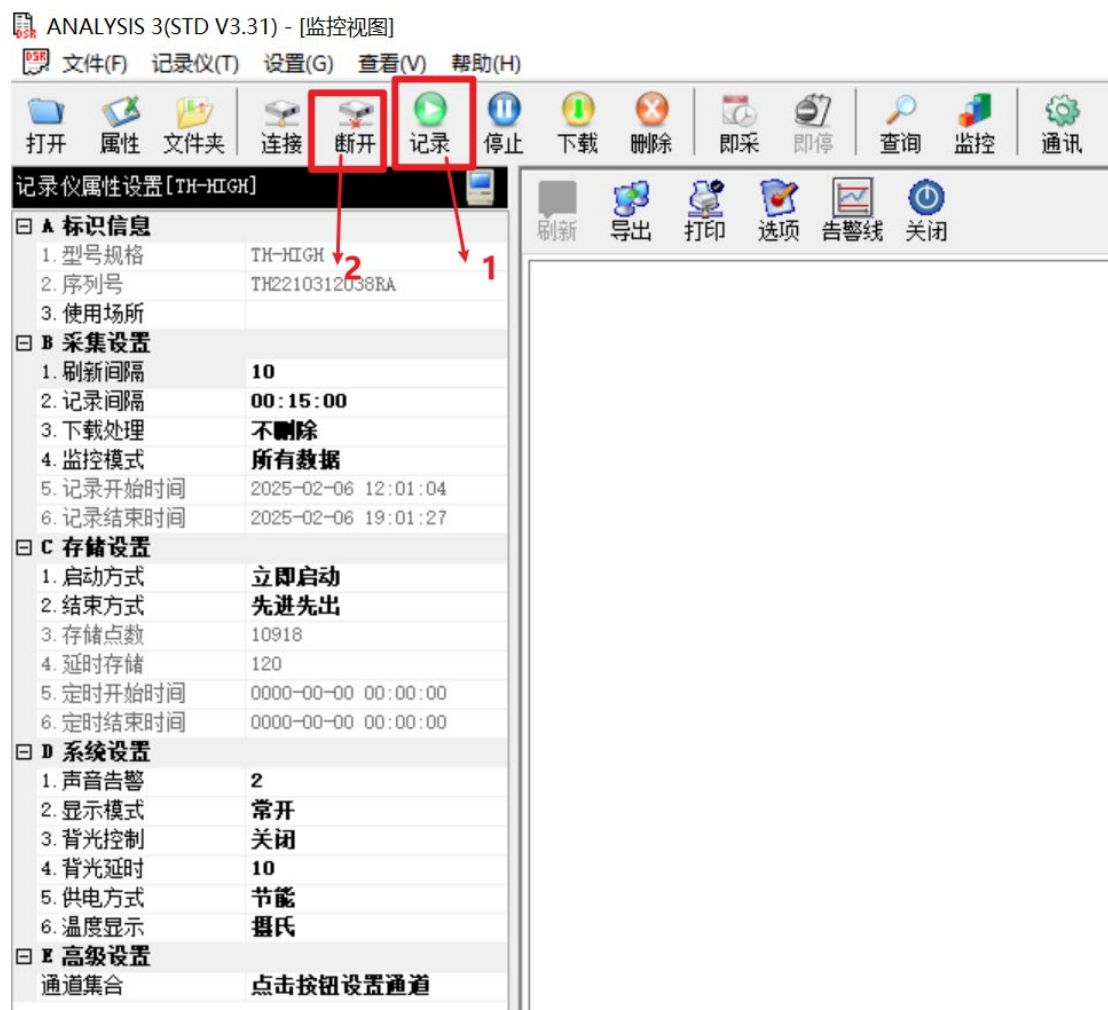 ANALYSIS 3(STD V3.31) - [监控视图]
文件(F) 记录仪(T) 设置(G) 查看(V) 帮助(H)
打开 属性 文件夹 连接 断开 记录 停止 下载 删除 即采 即停 查询 监控 通讯
记录仪属性设置[TH-HIGH]
刷新 导出 打印 选项 告警线 关闭
A 标识信息
1.型号规格 TH-HIGH
2 1
2.序列号 TH2210312038RA
3.使用场所
B 采集设置
1.刷新间隔 10
2.记录间隔 00:15:00
3.下载处理 不删除
4.监控模式 所有数据
5.记录开始时间 2025-02-06 12:01:04
6.记录结束时间 2025-02-06 19:01:27
C 存储设置
1.启动方式 立即启动
2.结束方式 先进先出
3.存储点数 10918
4.延时存储 120
5.定时开始时间 0000-00-00 00:00:00
6.定时结束时间 0000-00-00 00:00:00
D 系统设置
1.声音告警 2
2.显示模式 常开
3.背光控制 关闭
4.背光延时 10
5.供电方式 节能
6.温度显示 摄氏
E 高级设置
通道集合 点击按钮设置通道